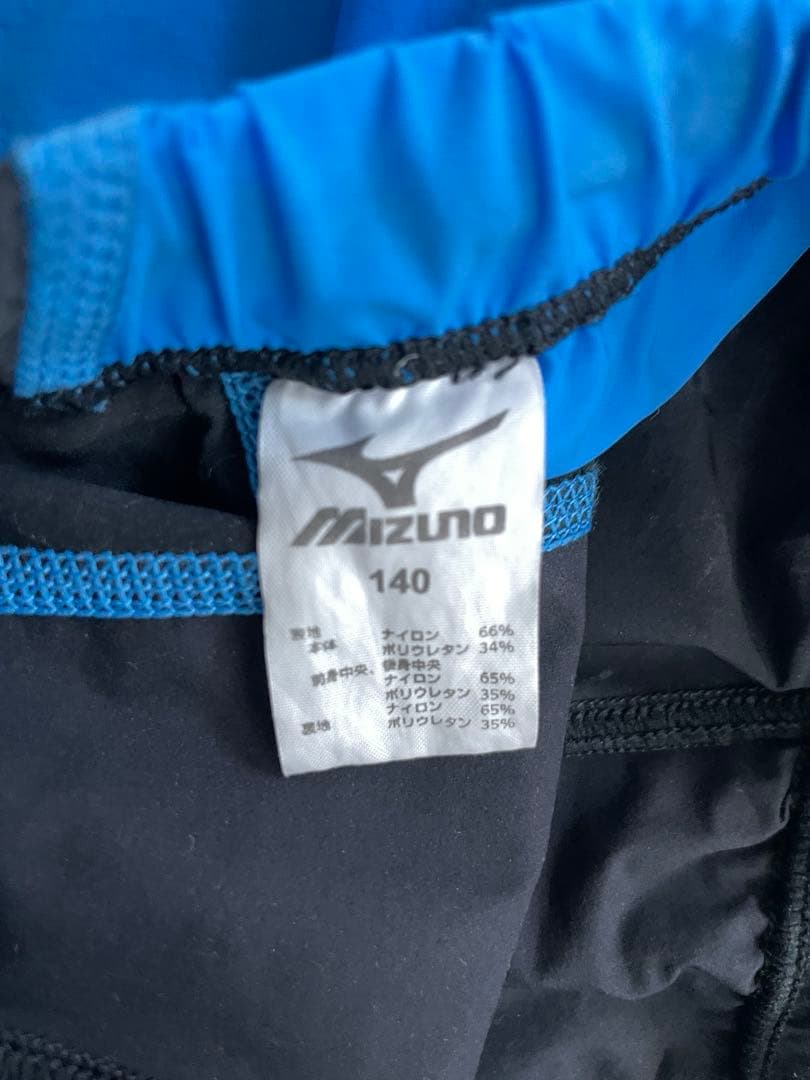 MIZUNO
140
表地 ナイロン 66%
本体 ポリウレタン 34%
前身中央、後身中央
ナイロン 65%
ポリウレタン 35%
ナイロン 65%
裏地 ポリウレタン 35%